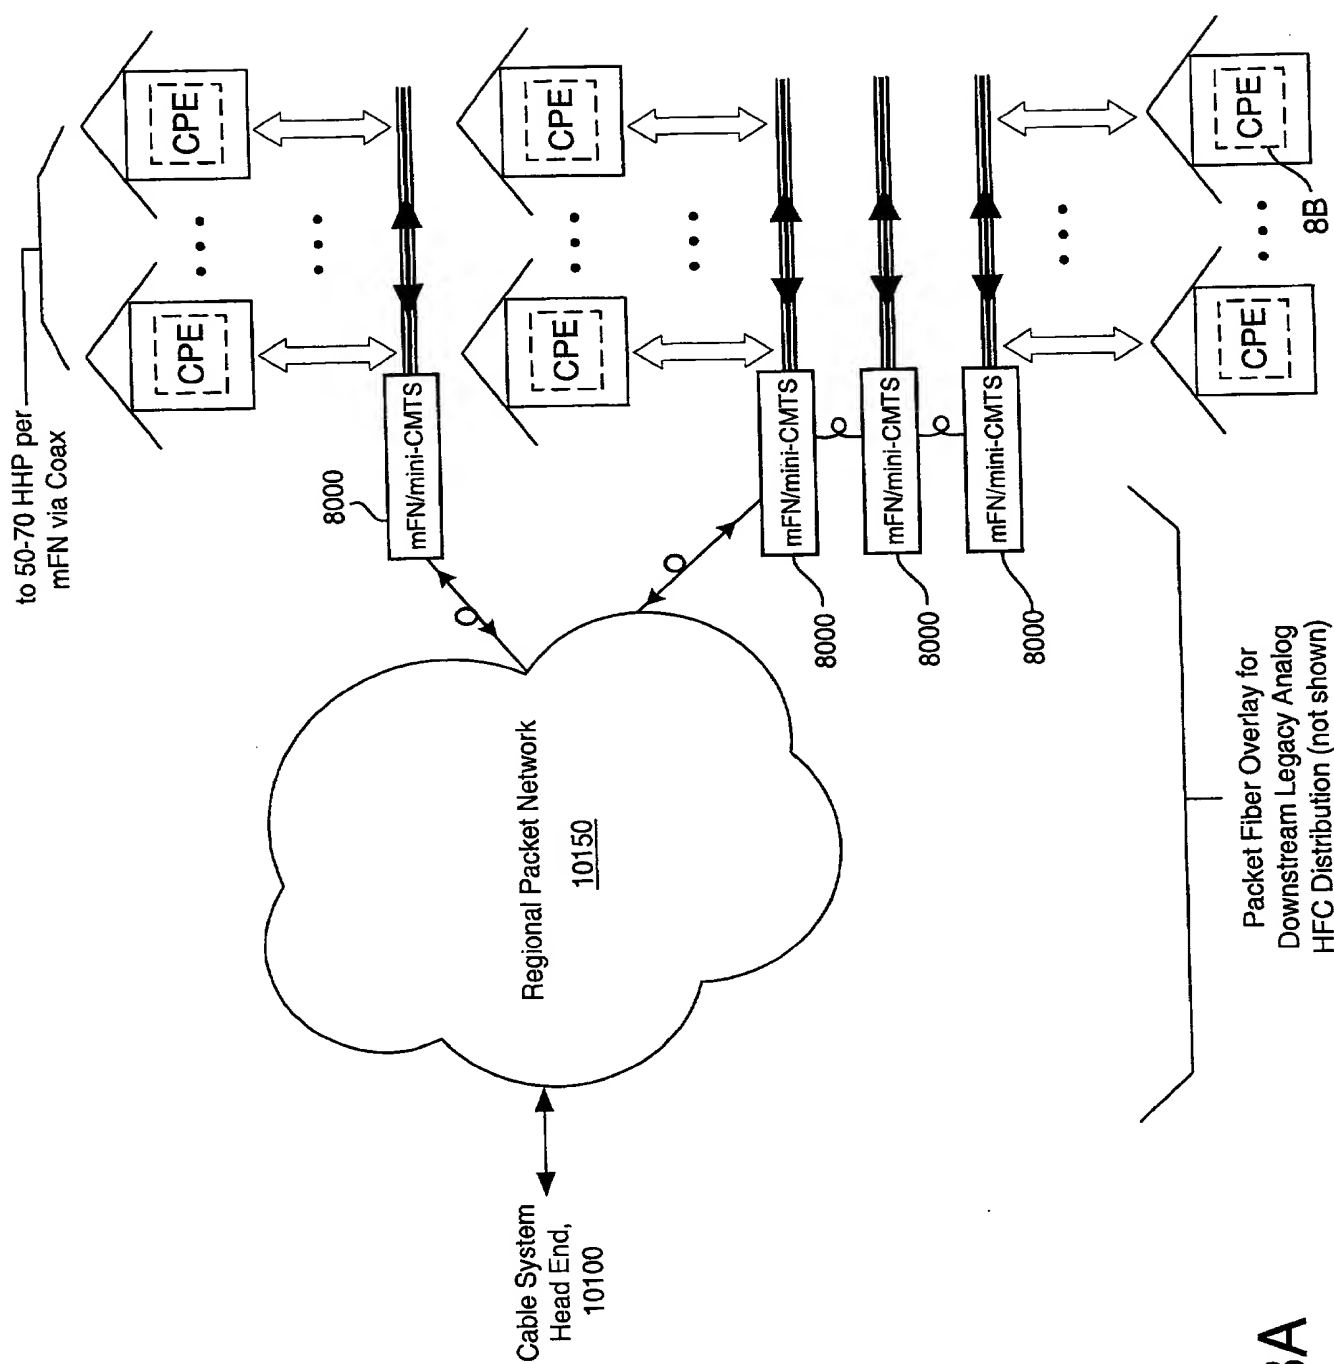 to 50-70 HHP per
mFN via Coax
CPE
CPE
8000
mFN/mini-CMTS
CPE
CPE
mFN/mini-CMTS
8000
mFN/mini-CMTS
8000
mFN/mini-CMTS
8000
CPE
CPE
8B
Regional Packet Network
10150
Cable System
Head End,
10100
Packet Fiber Overlay for
Downstream Legacy Analog
HFC Distribution (not shown)